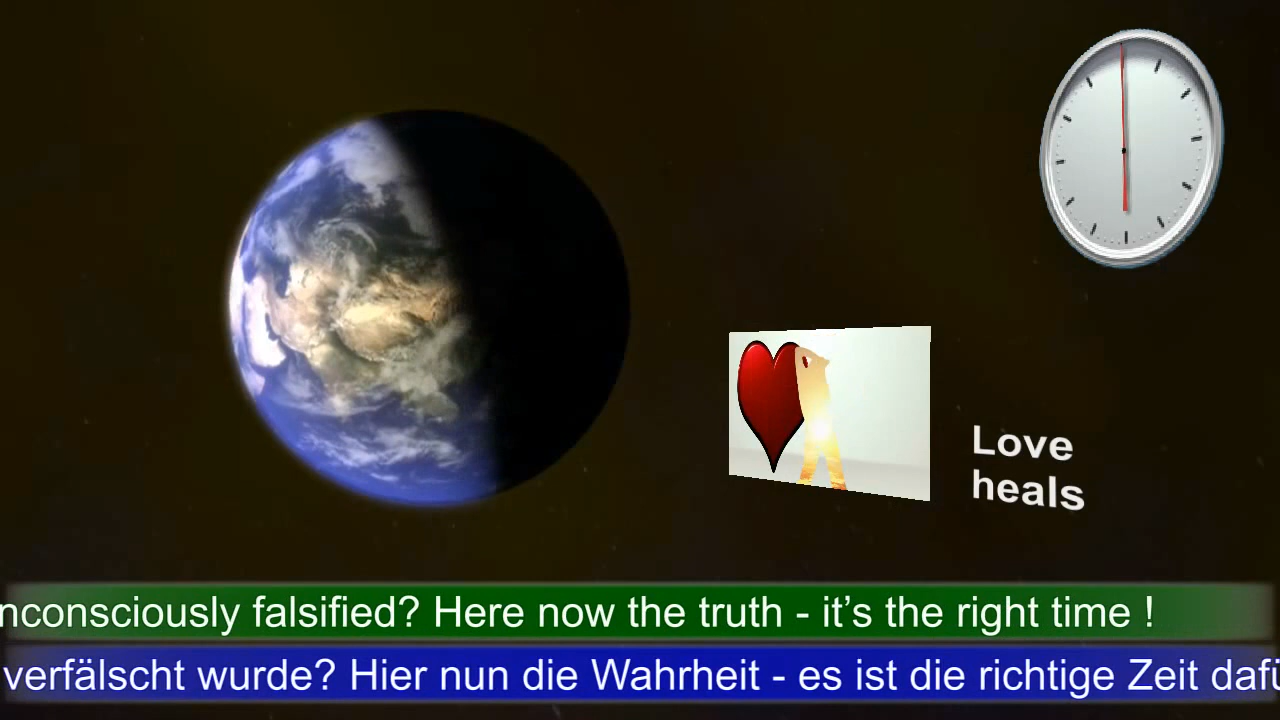 Love
heals
nconsciously falsified? Here now the truth - it’s the right time !
verfälscht wurde? Hier nun die Wahrheit - es ist die richtige Zeit dafü